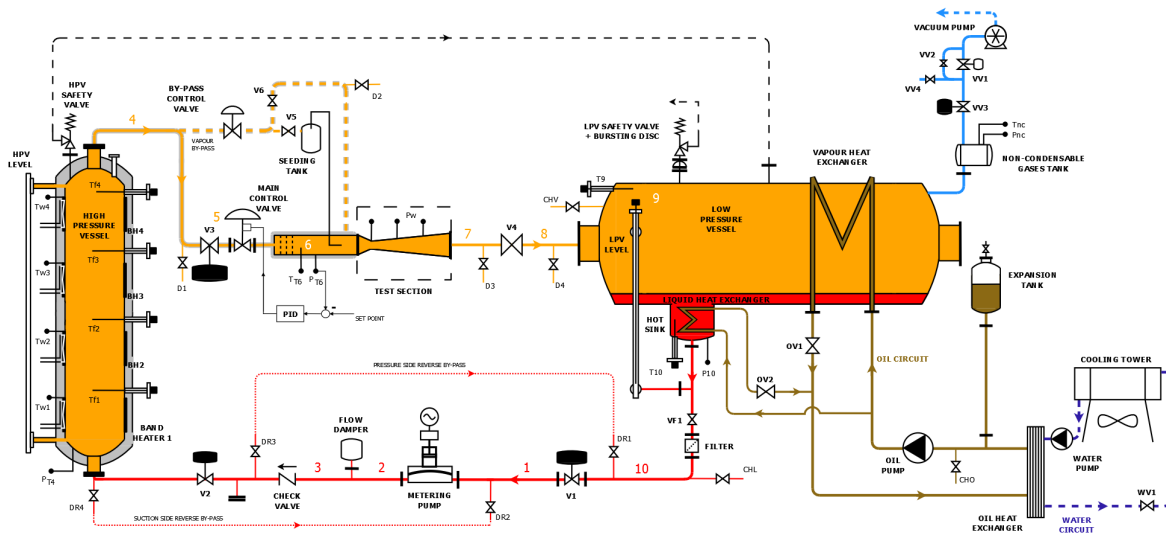 VACUUM PUMP
VV2
VV1
VV4
VV3
Tnc
Pnc
NON-CONDENSABLE
GASES TANK
HPV
SAFETY
VALVE
BY-PASS
CONTROL
VALVE
V6
D2
4
V5
VAPOUR
BY-PASS
SEEDING
TANK
LPV SAFETY VALVE
+ BURSTING DISC
VAPOUR HEAT
EXCHANGER
HPV
LEVEL
Tf4
Tw4
HIGH
PRESSURE
VESSEL
BH4
Tf3
Tw3
BH3
Tf2
Tw2
BH2
Tf1
Tw1
BAND
HEATER 1
PT4
MAIN
CONTROL
VALVE
5
V3
D1
6
TT6
PT6
Pw
TEST SECTION
PID
SET POINT
7
V4
8
D3
D4
T9
CHV
9
LOW
PRESSURE
VESSEL
LPV
LEVEL
LIQUID HEAT EXCHANGER
HOT
SINK
T10
P10
OV1
OIL CIRCUIT
OV2
EXPANSION
TANK
COOLING TOWER
PRESSURE SIDE REVERSE BY-PASS
VF1
FILTER
DR3
FLOW
DAMPER
DR1
OIL
PUMP
WATER
PUMP
CHO
CHL
3
2
1
10
V2
CHECK
VALVE
METERING
PUMP
V1
DR4
DR2
SUCTION SIDE REVERSE BY-PASS
OIL HEAT
EXCHANGER
WATER
CIRCUIT
WV1